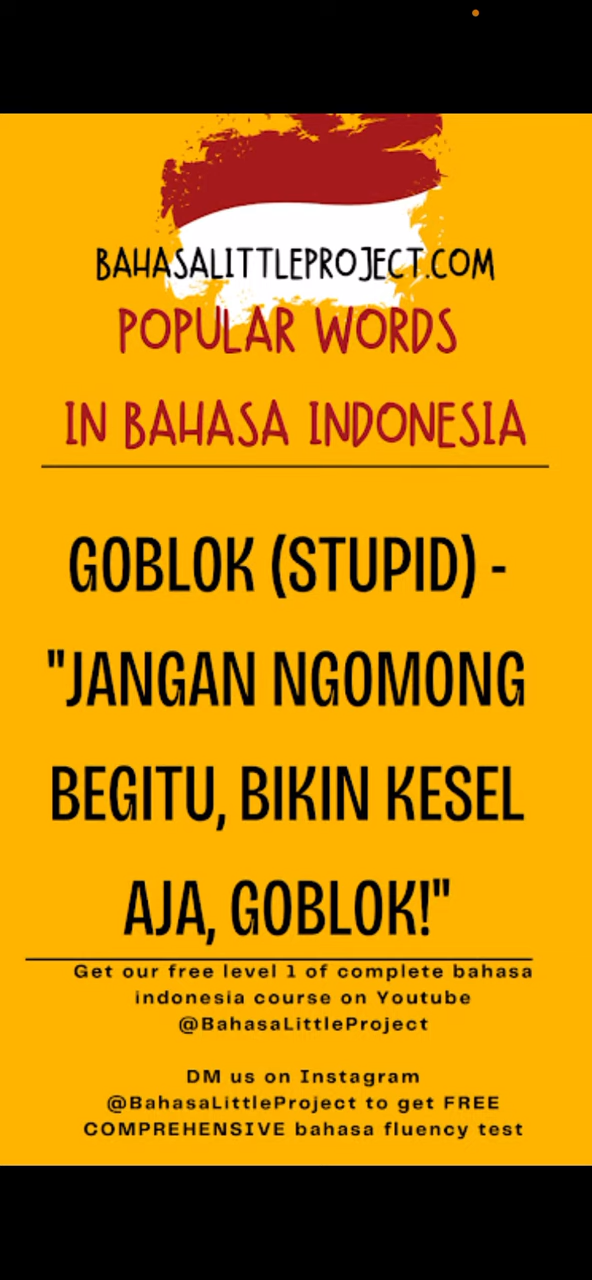 BAHASALITTLEPROJECT.COM
POPULAR WORDS
IN BAHASA INDONESIA
GOBLOK (STUPID) -
"JANGAN NGOMONG
BEGITU, BIKIN KESEL
AJA, GOBLOK!"
Get our free level 1 of complete bahasa
indonesia course on Youtube
@BahasaLittleProject
DM us on Instagram
@BahasaLittleProject to get FREE
COMPREHENSIVE bahasa fluency test